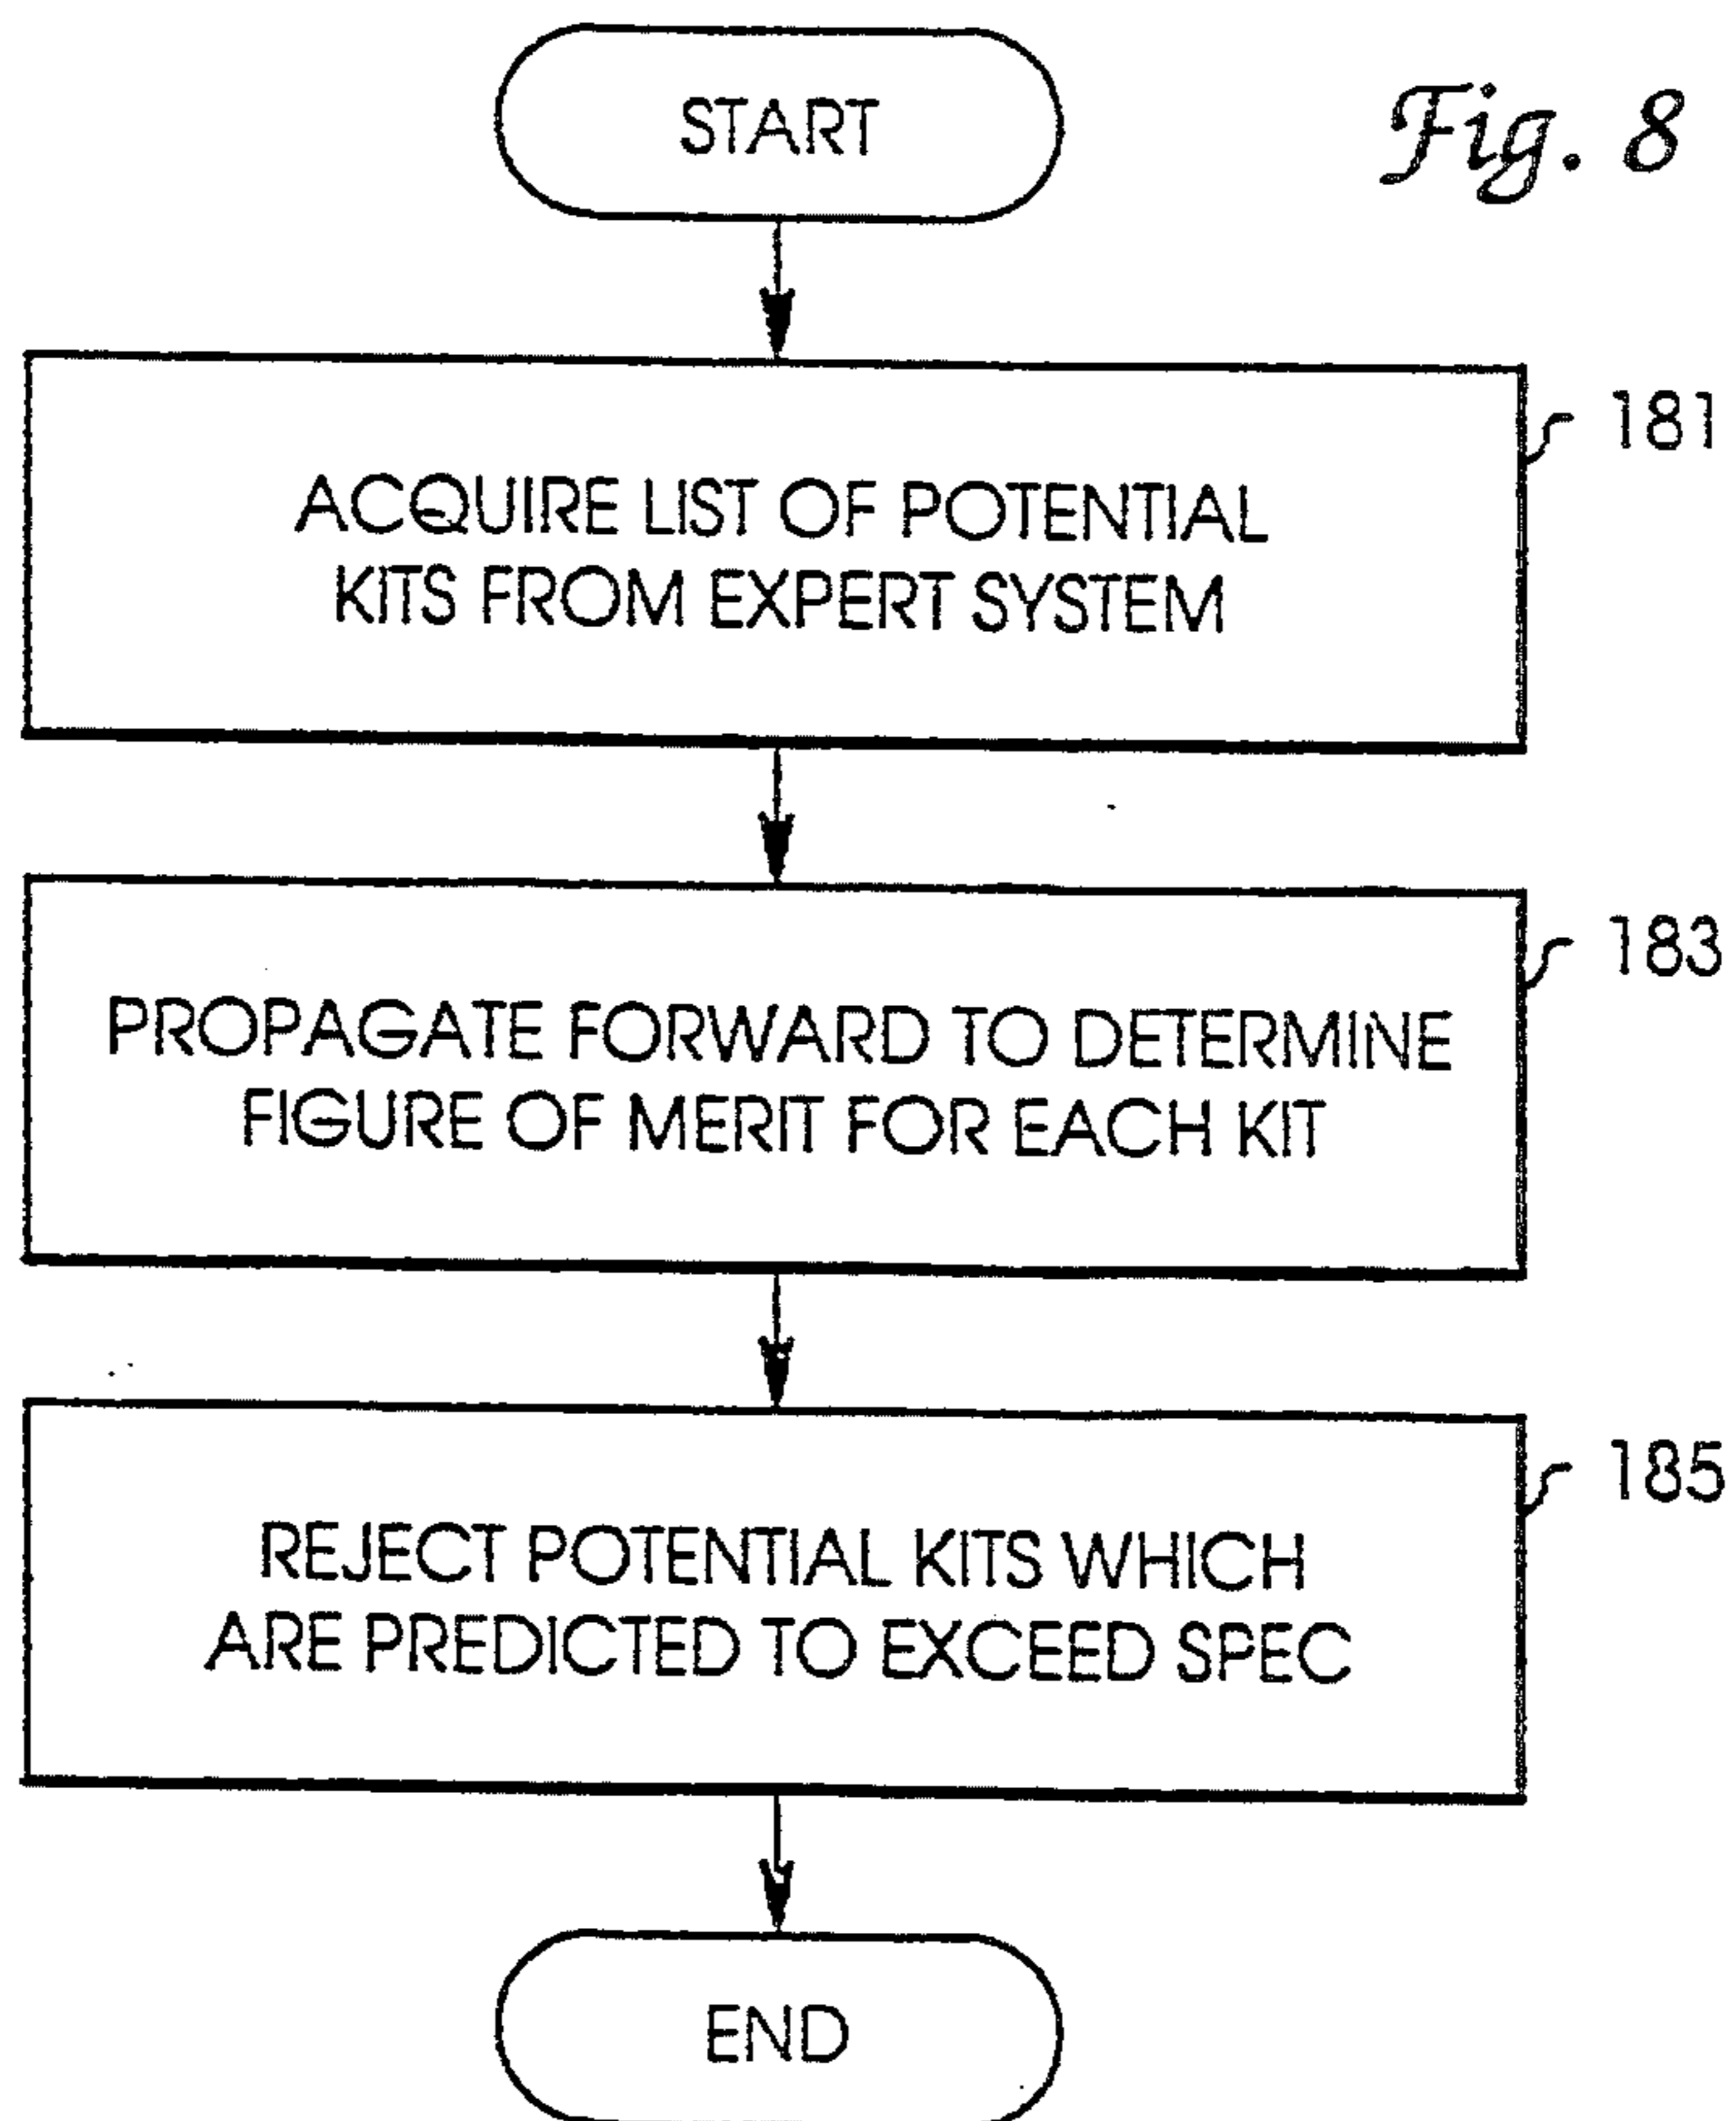 START
Fig. 8
181
ACQUIRE LIST OF POTENTIAL
KITS FROM EXPERT SYSTEM
183
PROPAGATE FORWARD TO DETERMINE
FIGURE OF MERIT FOR EACH KIT
185
REJECT POTENTIAL KITS WHICH
ARE PREDICTED TO EXCEED SPEC
END